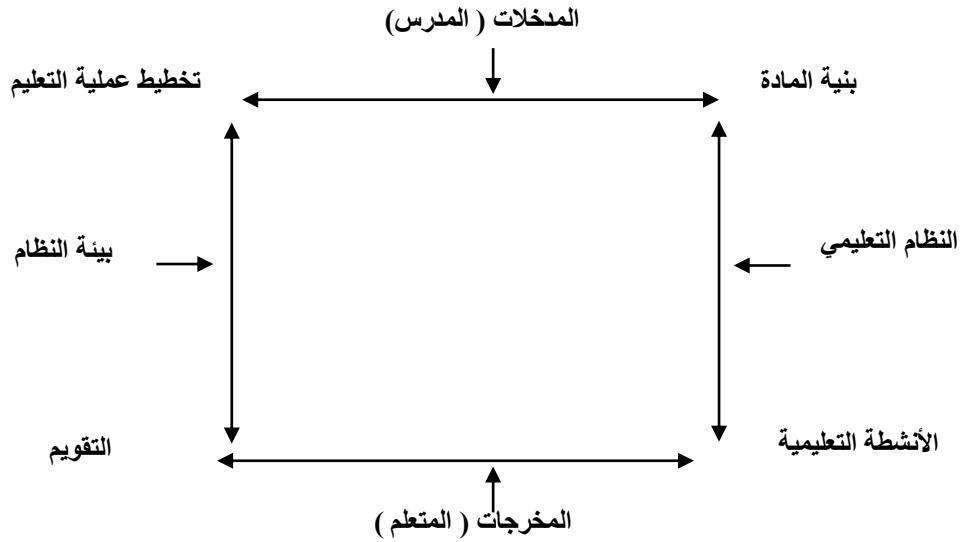 المدخلات ( المدرس)
بنية المادة
تخطيط عملية التعليم
النظام التعليمي
بيئة النظام
الأنشطة التعليمية
التقويم
المخرجات ( المتعلم )